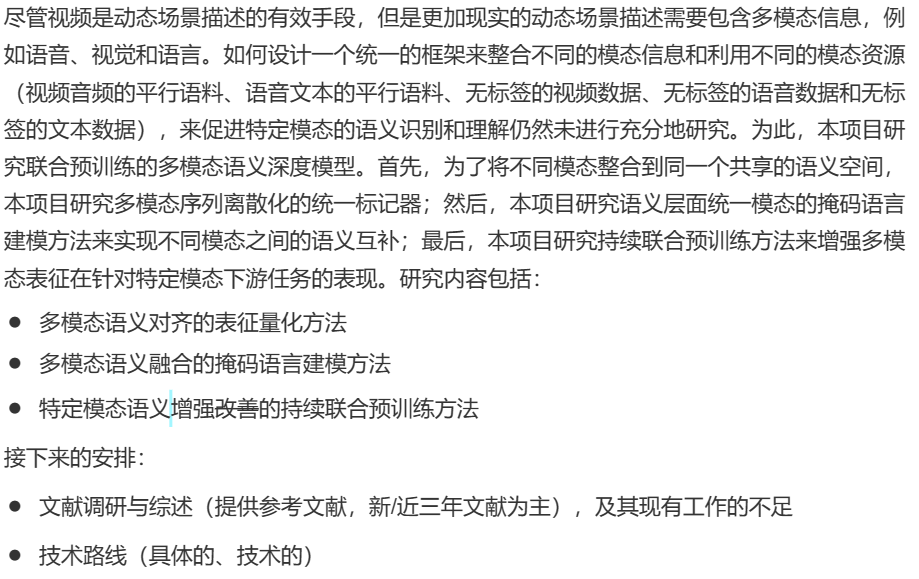 尽管视频是动态场景描述的有效手段，但是更加现实的动态场景描述需要包含多模态信息，例
如语音、视觉和语言。如何设计一个统一的框架来整合不同的模态信息和利用不同的模态资源
（视频音频的平行语料、语音文本的平行语料、无标签的视频数据、无标签的语音数据和无标
签的文本数据），来促进特定模态的语义识别和理解仍然未进行充分地研究。为此，本项目研
究联合预训练的多模态语义深度模型。首先，为了将不同模态整合到同一个共享的语义空间，
本项目研究多模态序列离散化的统一标记器；然后，本项目研究语义层面统一模态的掩码语言
建模方法来实现不同模态之间的语义互补；最后，本项目研究持续联合预训练方法来增强多模
态表征在针对特定模态下游任务的表现。研究内容包括：
● 多模态语义对齐的表征量化方法
● 多模态语义融合的掩码语言建模方法
● 特定模态语义增强改善的持续联合预训练方法
接下来的安排：
● 文献调研与综述（提供参考文献，新/近三年文献为主），及其现有工作的不足
● 技术路线（具体的、技术的）